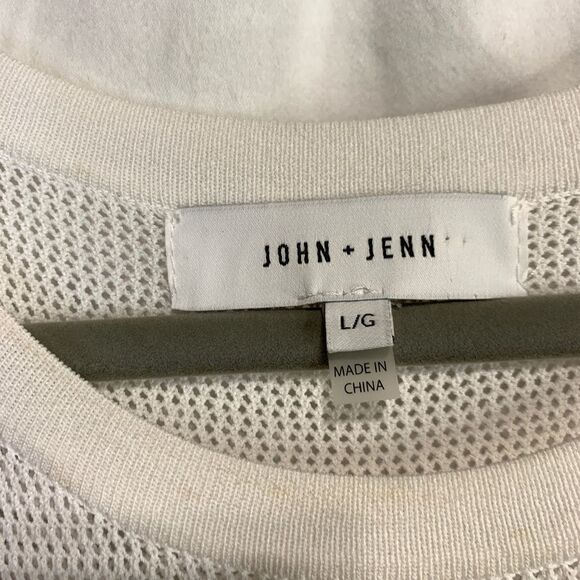 JOHN + JENN
L/G
MADE IN
CHINA